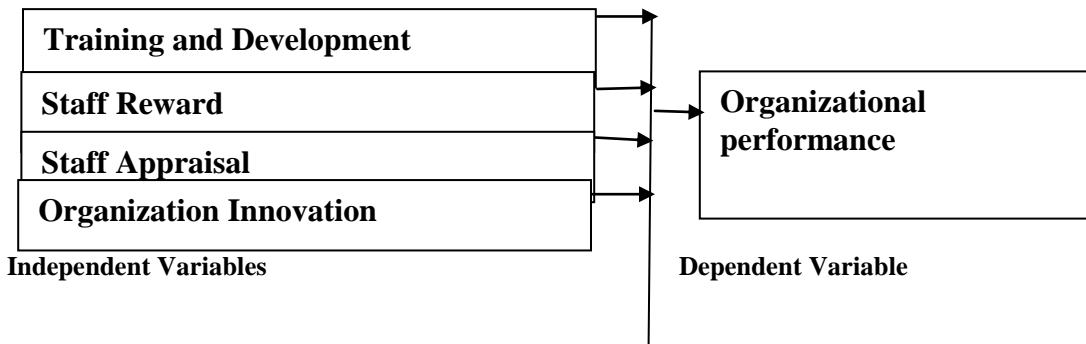 Training and Development
Staff Reward
Staff Appraisal
Organization Innovation
Organizational
performance
Independent Variables
Dependent Variable